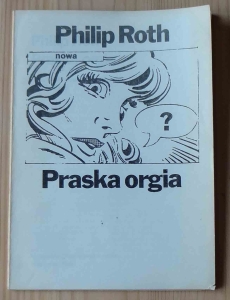 Philip Roth
nowa
?
Praska orgia